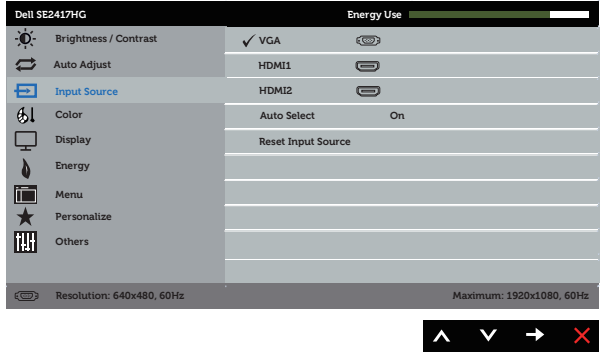 Dell SE2417HG
Energy Use
Brightness / Contrast
Auto Adjust
Input Source
Color
Display
Energy
Menu
Personalize
Others
VGA
HDMI1
HDMI2
Auto Select On
Reset Input Source
Resolution: 640x480, 60Hz
Maximum: 1920x1080, 60Hz